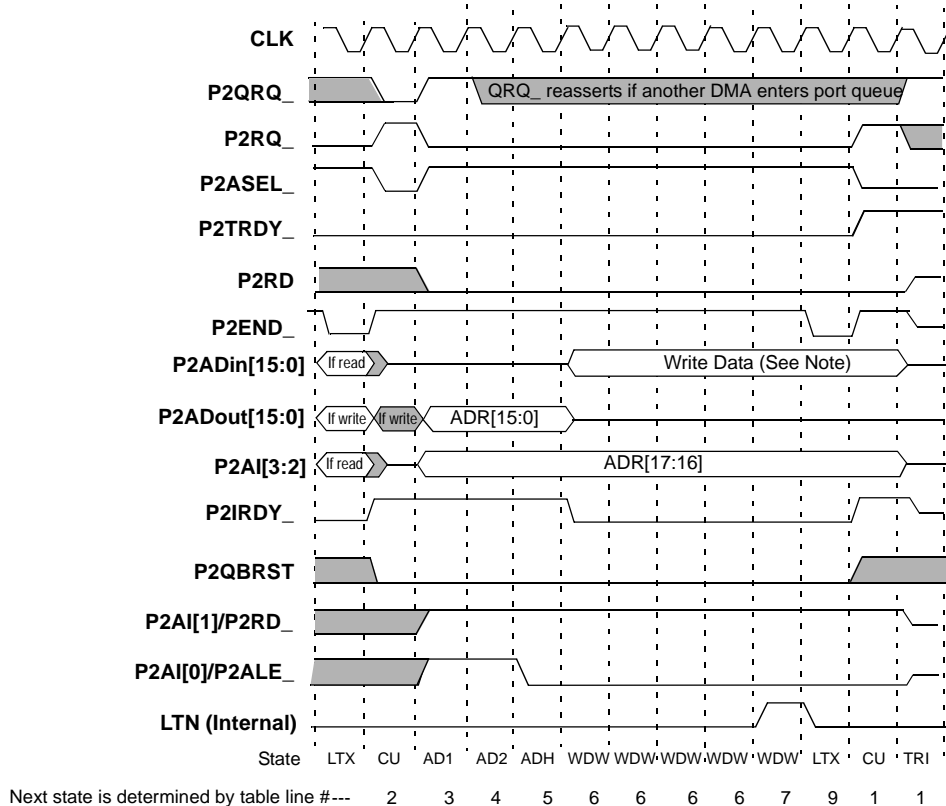 CLK
P2QRQ_
QRQ_ reasserts if another DMA enters port queue
P2RQ_
P2ASEL_
P2TRDY_
P2RD
P2END_
P2ADin[15:0]
If read
Write Data (See Note)
P2ADout[15:0]
If write
If write
ADR[15:0]
P2AI[3:2]
If read
ADR[17:16]
P2IRDY_
P2QBRST
P2AI[1]/P2RD_
P2AI[0]/P2ALE_
LTN (Internal)
State LTX CU AD1 AD2 ADH WDW WDW WDW WDW WDW LTX CU TRI
Next state is determined by table line #--- 2 3 4 5 6 6 6 6 7 9 1 1